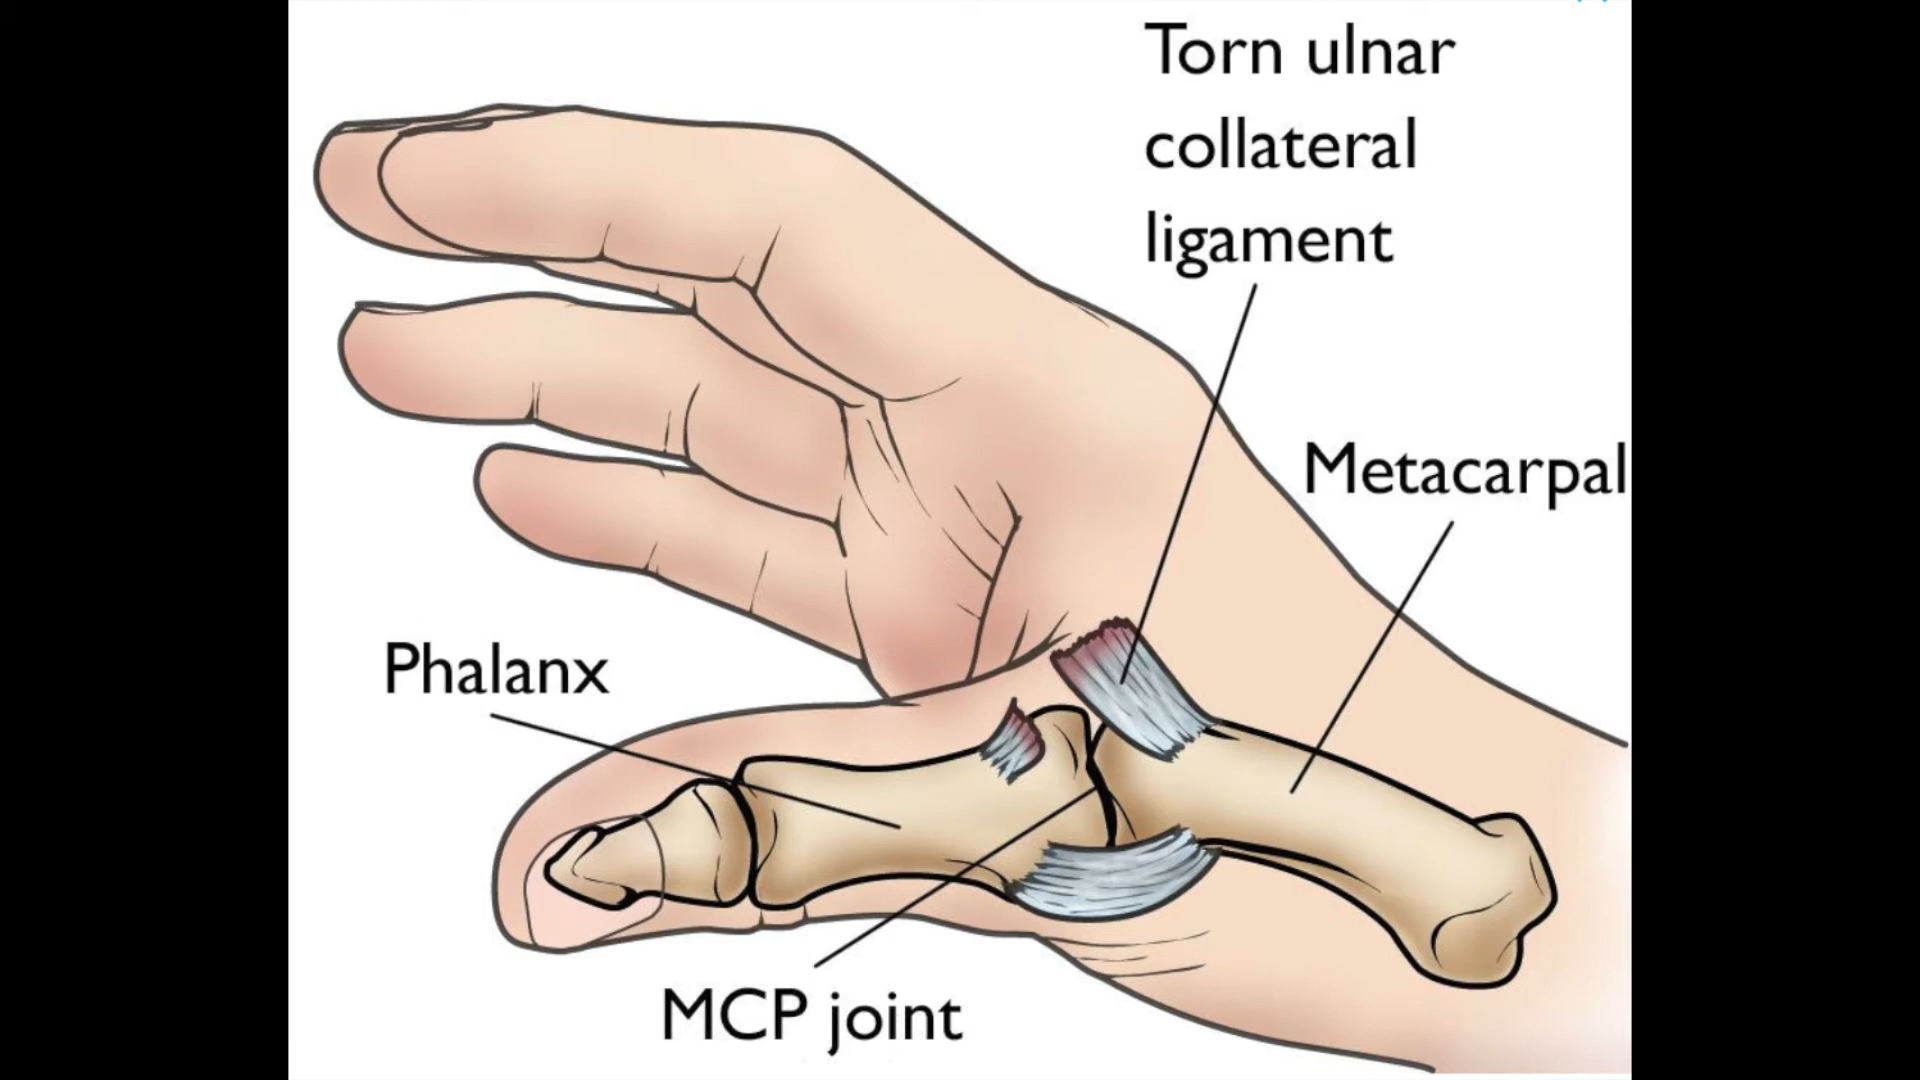 Torn ulnar
collateral
ligament
Metacarpal
Phalanx
MCP joint